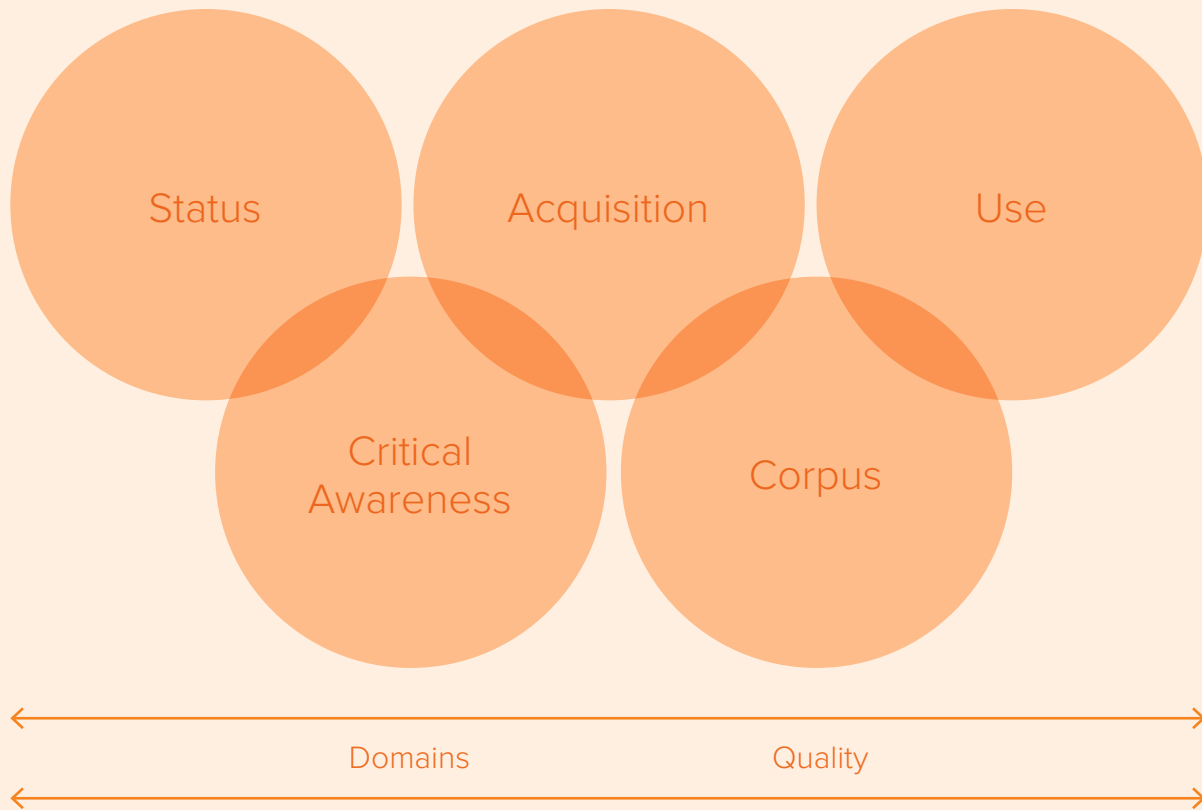 Status
Acquisition
Use
Critical
Awareness
Corpus
Domains
Quality